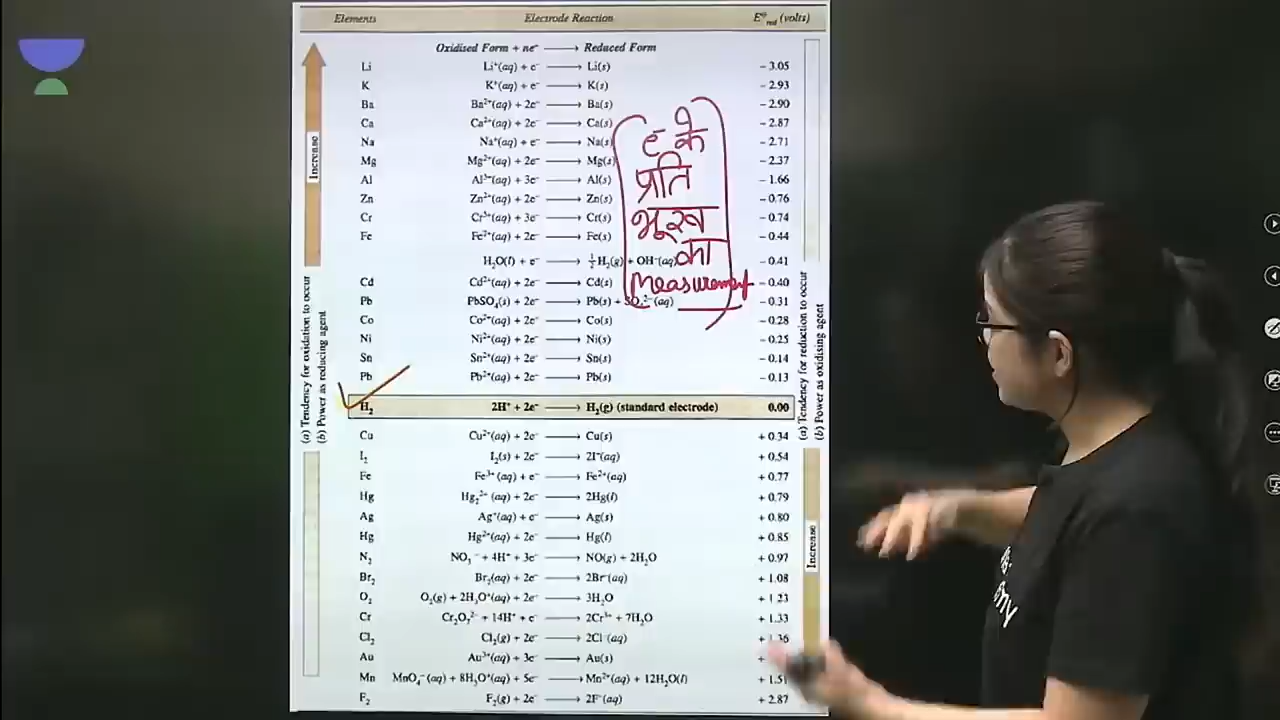 Elements Electrode Reaction E⊖red (volts)
Oxidised Form + ne⁻ ⟶ Reduced Form
Li Li⁺(aq) + e⁻ ⟶ Li(s) – 3.05
K K⁺(aq) + e⁻ ⟶ K(s) – 2.93
Ba Ba²⁺(aq) + 2e⁻ ⟶ Ba(s) – 2.90
Ca Ca²⁺(aq) + 2e⁻ ⟶ Ca(s) – 2.87
Na Na⁺(aq) + e⁻ ⟶ Na(s) – 2.71
Mg Mg²⁺(aq) + 2e⁻ ⟶ Mg(s) – 2.37
Al Al³⁺(aq) + 3e⁻ ⟶ Al(s) – 1.66
Zn Zn²⁺(aq) + 2e⁻ ⟶ Zn(s) – 0.76
Cr Cr³⁺(aq) + 3e⁻ ⟶ Cr(s) – 0.74
Fe Fe²⁺(aq) + 2e⁻ ⟶ Fe(s) – 0.44
H₂O(l) + e⁻ ⟶ ½H₂(g) + OH⁻(aq) – 0.41
Cd Cd²⁺(aq) + 2e⁻ ⟶ Cd(s) – 0.40
Pb PbSO₄(s) + 2e⁻ ⟶ Pb(s) + SO₄²⁻(aq) – 0.31
Co Co²⁺(aq) + 2e⁻ ⟶ Co(s) – 0.28
Ni Ni²⁺(aq) + 2e⁻ ⟶ Ni(s) – 0.25
Sn Sn²⁺(aq) + 2e⁻ ⟶ Sn(s) – 0.14
Pb Pb²⁺(aq) + 2e⁻ ⟶ Pb(s) – 0.13
H₂ 2H⁺ + 2e⁻ ⟶ H₂(g) (standard electrode) 0.00
Cu Cu²⁺(aq) + 2e⁻ ⟶ Cu(s) + 0.34
I₂ I₂(s) + 2e⁻ ⟶ 2I⁻(aq) + 0.54
Fe Fe³⁺(aq) + e⁻ ⟶ Fe²⁺(aq) + 0.77
Hg Hg₂²⁺(aq) + 2e⁻ ⟶ 2Hg(l) + 0.79
Ag Ag⁺(aq) + e⁻ ⟶ Ag(s) + 0.80
Hg Hg²⁺(aq) + 2e⁻ ⟶ Hg(l) + 0.85
N₂ NO₃⁻ + 4H⁺ + 3e⁻ ⟶ NO(g) + 2H₂O + 0.97
Br₂ Br₂(aq) + 2e⁻ ⟶ 2Br⁻(aq) + 1.08
O₂ O₂(g) + 2H₃O⁺(aq) + 2e⁻ ⟶ 3H₂O + 1.23
Cr Cr₂O₇²⁻ + 14H⁺ + e⁻ ⟶ 2Cr³⁺ + 7H₂O + 1.33
Cl₂ Cl₂(g) + 2e⁻ ⟶ 2Cl⁻(aq) + 1.36
Au Au³⁺(aq) + 3e⁻ ⟶ Au(s) +
Mn MnO₄⁻(aq) + 8H₃O⁺(aq) + 5e⁻ ⟶ Mn²⁺(aq) + 12H₂O(l) + 1.51
F₂ F₂(g) + 2e⁻ ⟶ 2F⁻(aq) + 2.87
Increase
(a) Tendency for oxidation to occur
(b) Power as reducing agent
(a) Tendency for reduction to occur
(b) Power as oxidising agent
Increase
e⁻ के
प्रति
भूख
का
measurement